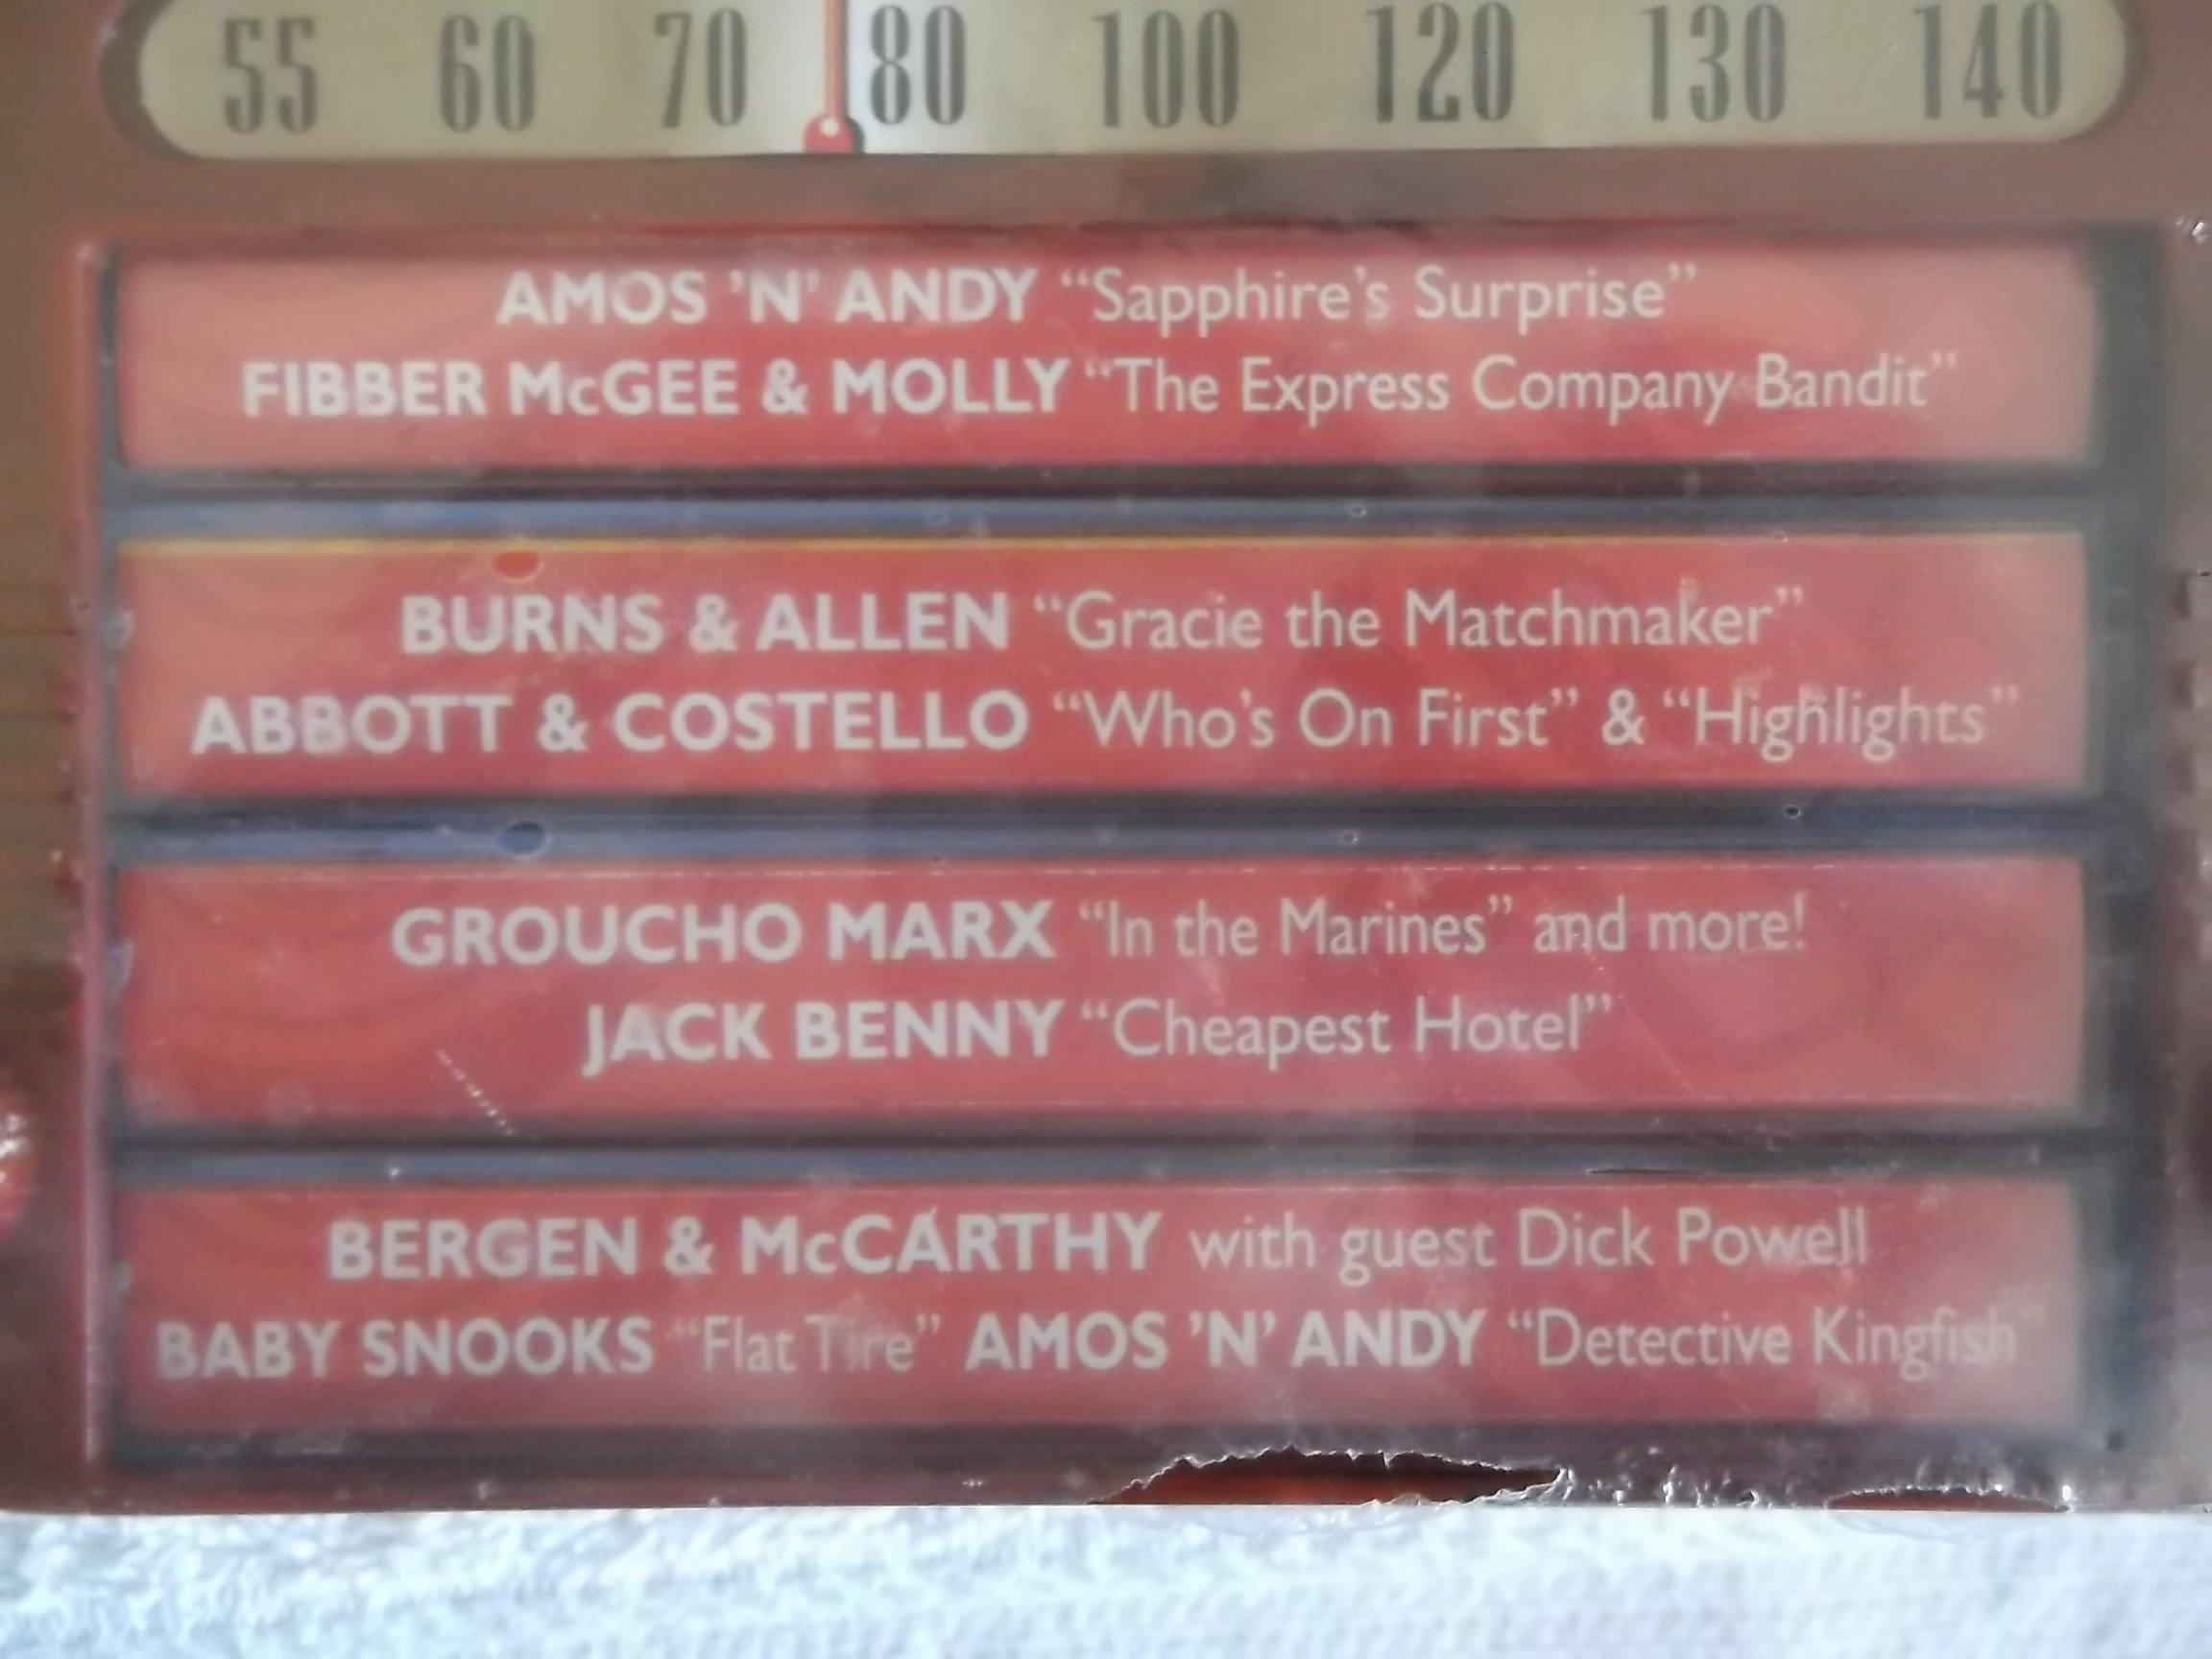 55 60 70 80 100 120 130 140
AMOS ’N’ ANDY “Sapphire’s Surprise”
FIBBER McGEE & MOLLY “The Express Company Bandit”
BURNS & ALLEN “Gracie the Matchmaker”
ABBOTT & COSTELLO “Who’s On First” & “Highlights”
GROUCHO MARX “In the Marines” and more!
JACK BENNY “Cheapest Hotel”
BERGEN & McCARTHY with guest Dick Powell
BABY SNOOKS “Flat Tire” AMOS ’N’ ANDY “Detective Kingfish”